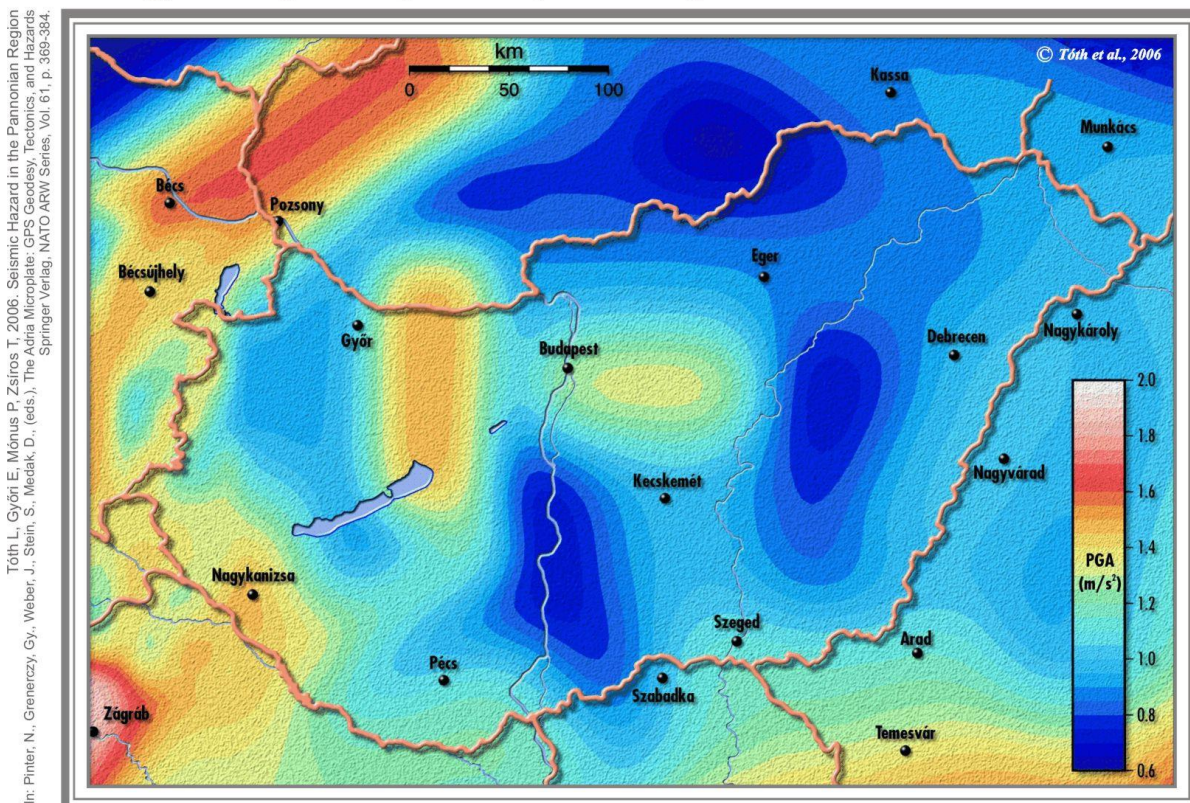 Tóth L, Győri E, Mónus P, Zsíros T, 2006. Seismic Hazard in the Pannonian Region
In: Pinter, N., Grenerczy, Gy., Weber, J., Stein, S., Medak, D., (eds.), The Adria Microplate: GPS Geodesy, Tectonics, and Hazards
Springer Verlag, NATO ARW Series, Vol. 61, p. 369-384.
km
0 50 100
© Tóth et al., 2006
Kassa
Munkács
Bécs
Pozsony
Eger
Bécsújhely
Győr
Budapest
Debrecen
Nagykároly
Kecskemét
Nagyvárad
Nagykanizsa
Szeged
Arad
Pécs
Szabadka
Zágráb
Temesvár
2.0
1.8
1.6
1.4
1.2
1.0
0.8
0.6
PGA
(m/s²)